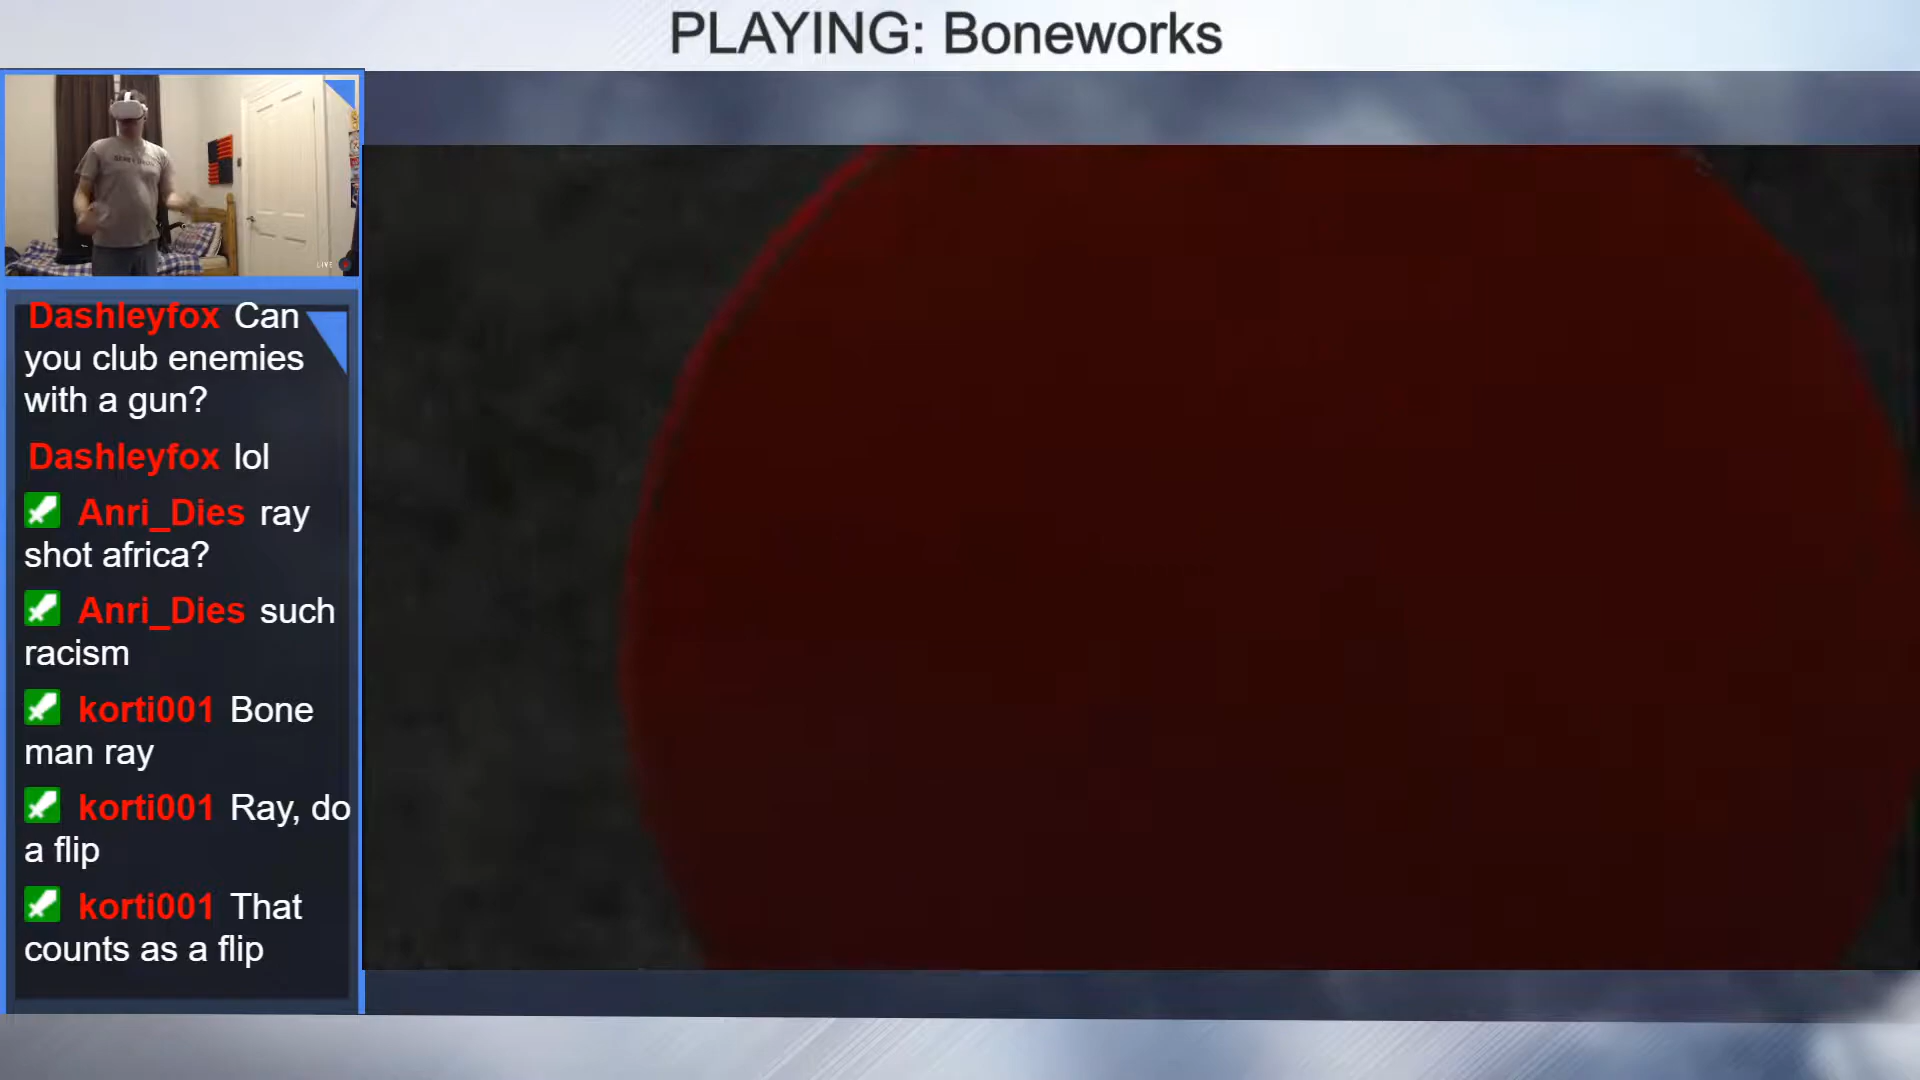 PLAYING: Boneworks
LIVE
Dashleyfox Can
you club enemies
with a gun?
Dashleyfox lol
Anri_Dies ray
shot africa?
Anri_Dies such
racism
korti001 Bone
man ray
korti001 Ray, do
a flip
korti001 That
counts as a flip